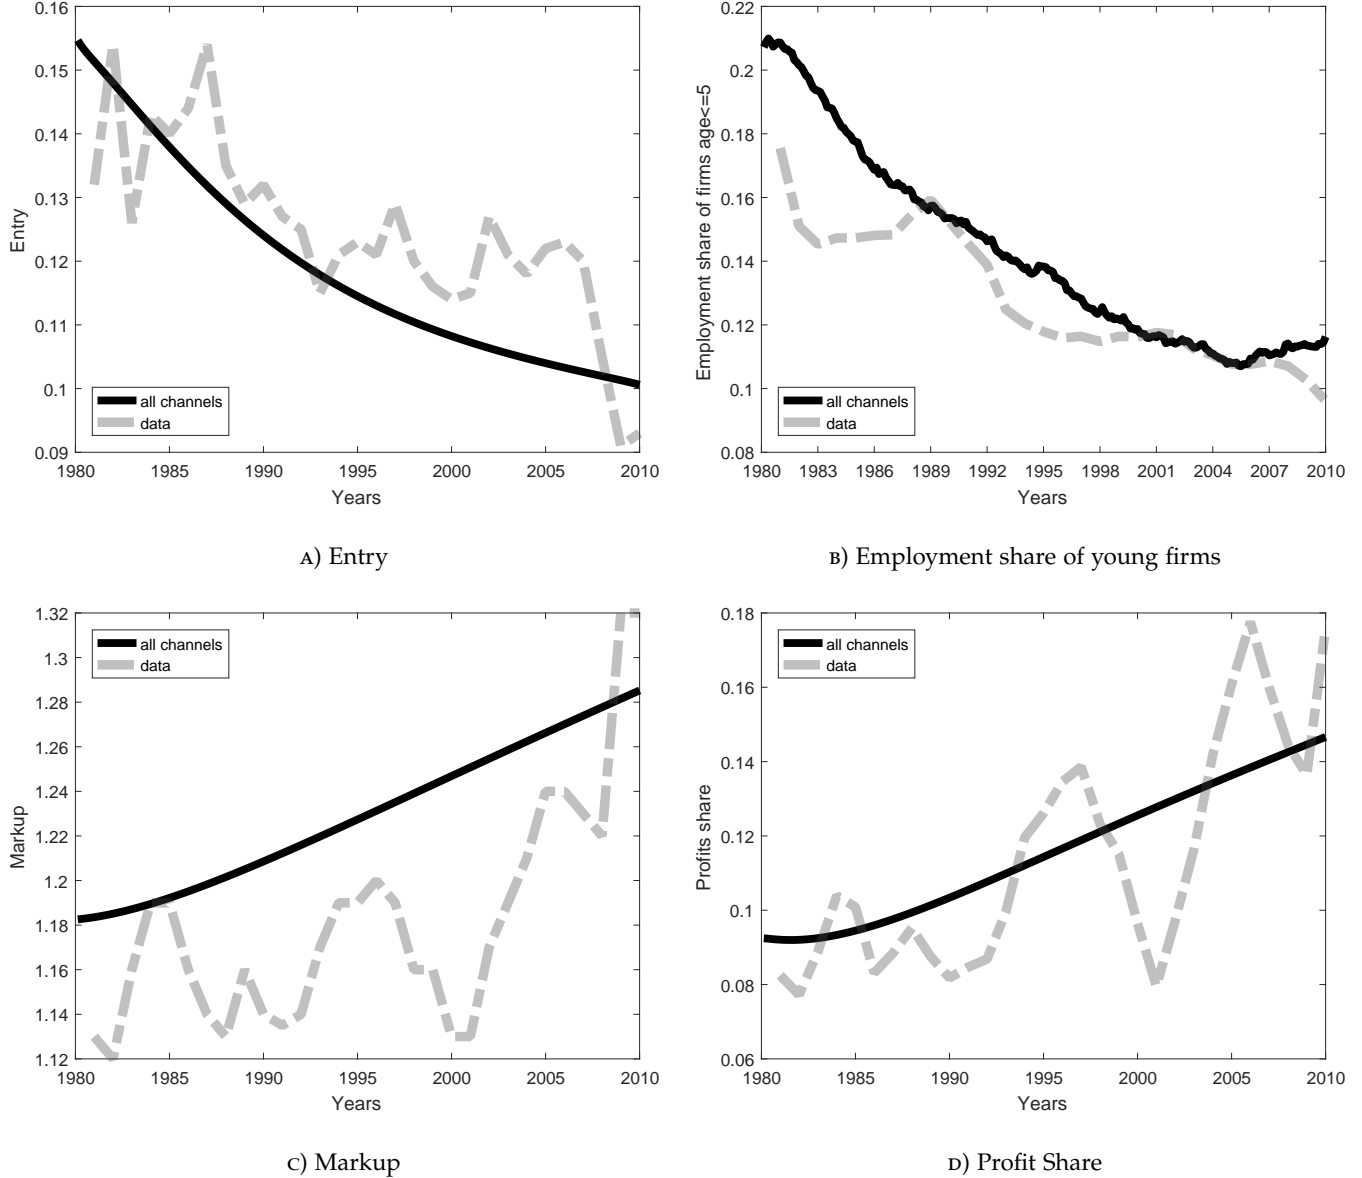 0.16
0.15
0.14
0.13
0.12
0.11
0.1
0.09
Entry
all channels
data
1980 1985 1990 1995 2000 2005 2010
Years
A) Entry
0.22
0.2
0.18
0.16
0.14
0.12
0.1
0.08
Employment share of firms age<=5
all channels
data
1980 1983 1986 1989 1992 1995 1998 2001 2004 2007 2010
Years
B) Employment share of young firms
1.32
1.3
1.28
1.26
1.24
1.22
1.2
1.18
1.16
1.14
1.12
Markup
all channels
data
1980 1985 1990 1995 2000 2005 2010
Years
C) Markup
0.18
0.16
0.14
0.12
0.1
0.08
0.06
Profits share
all channels
data
1980 1985 1990 1995 2000 2005 2010
Years
D) Profit Share